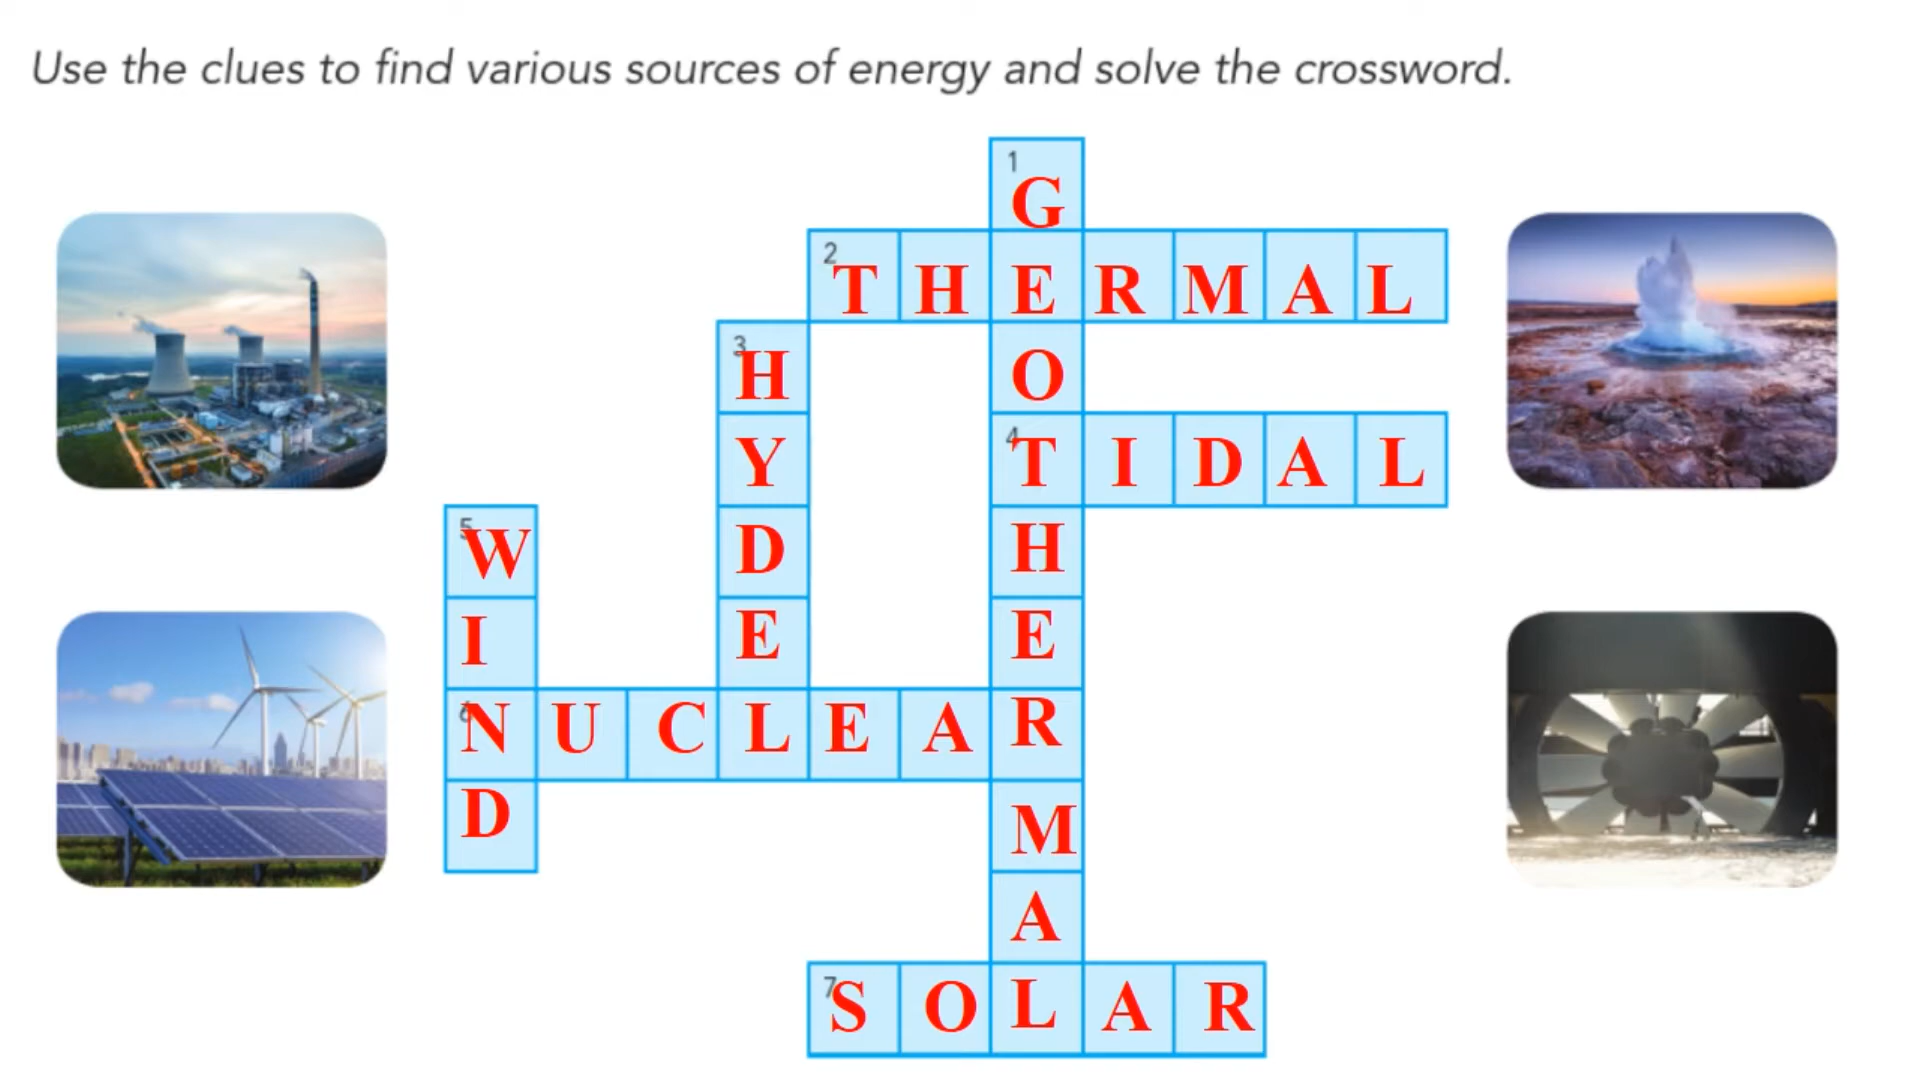 Use the clues to find various sources of energy and solve the crossword.
1
G
2
T H E R M A L
3
H O
Y 4 T I D A L
5
W D H
I E E
6
N U C L E A R
D M
A
7
S O L A R